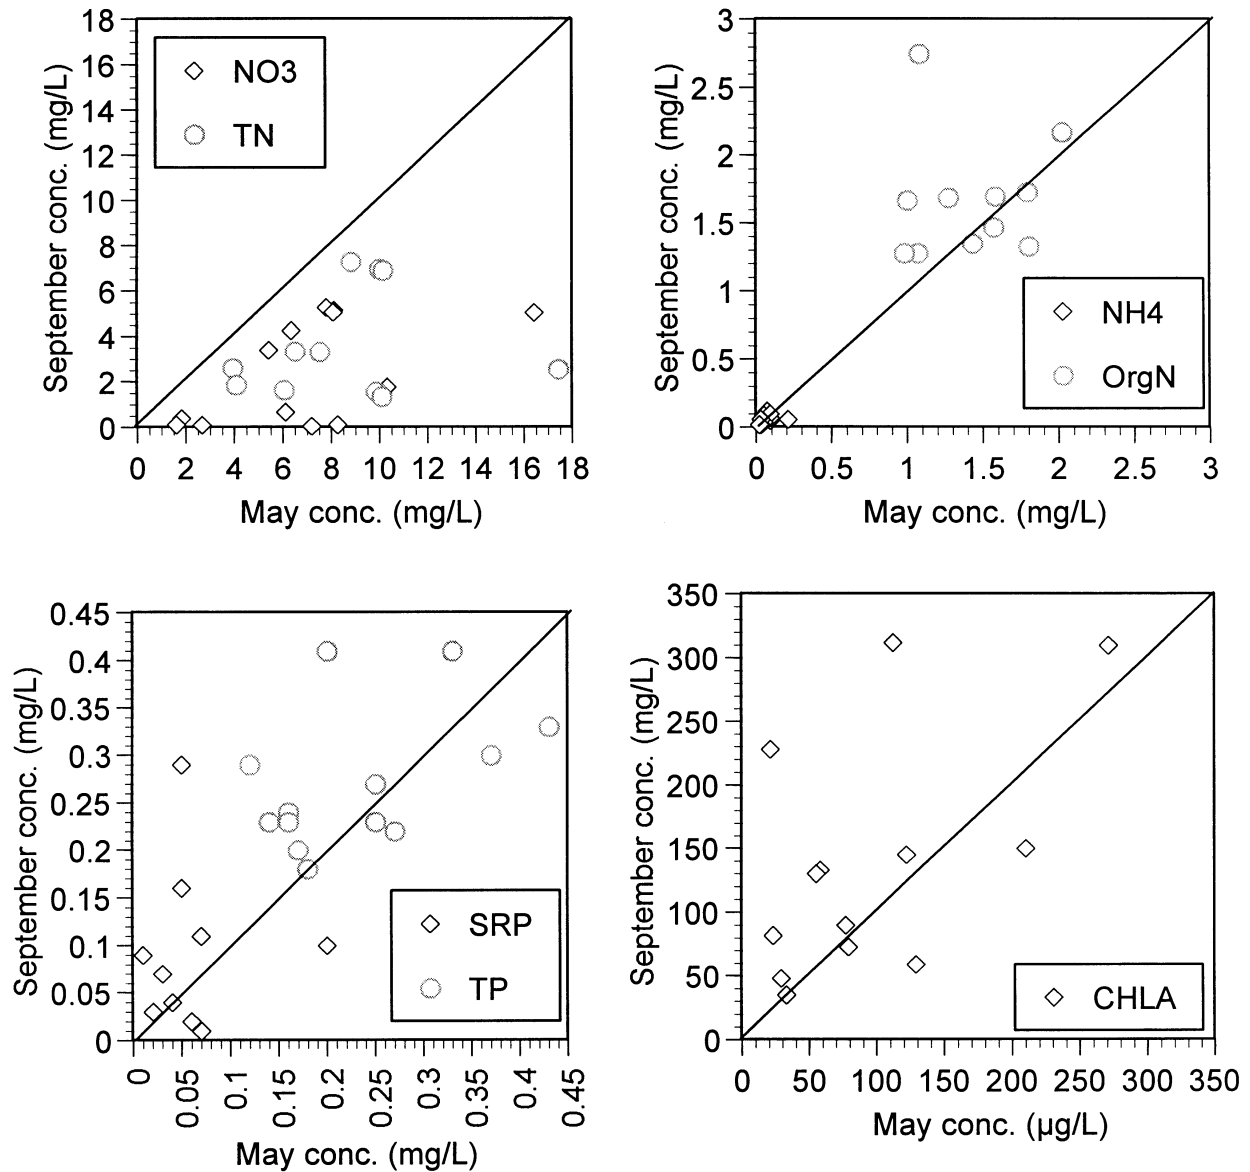 18
16
14
12
10
8
6
4
2
0
September conc. (mg/L)
NO3
TN
0 2 4 6 8 10 12 14 16 18
May conc. (mg/L)
3
2.5
2
1.5
1
0.5
0
September conc. (mg/L)
NH4
OrgN
0 0.5 1 1.5 2 2.5 3
May conc. (mg/L)
0.45
0.4
0.35
0.3
0.25
0.2
0.15
0.1
0.05
0
September conc. (mg/L)
SRP
TP
0 0.05 0.1 0.15 0.2 0.25 0.3 0.35 0.4 0.45
May conc. (mg/L)
350
300
250
200
150
100
50
0
September conc. (mg/L)
CHLA
0 50 100 150 200 250 300 350
May conc. (µg/L)